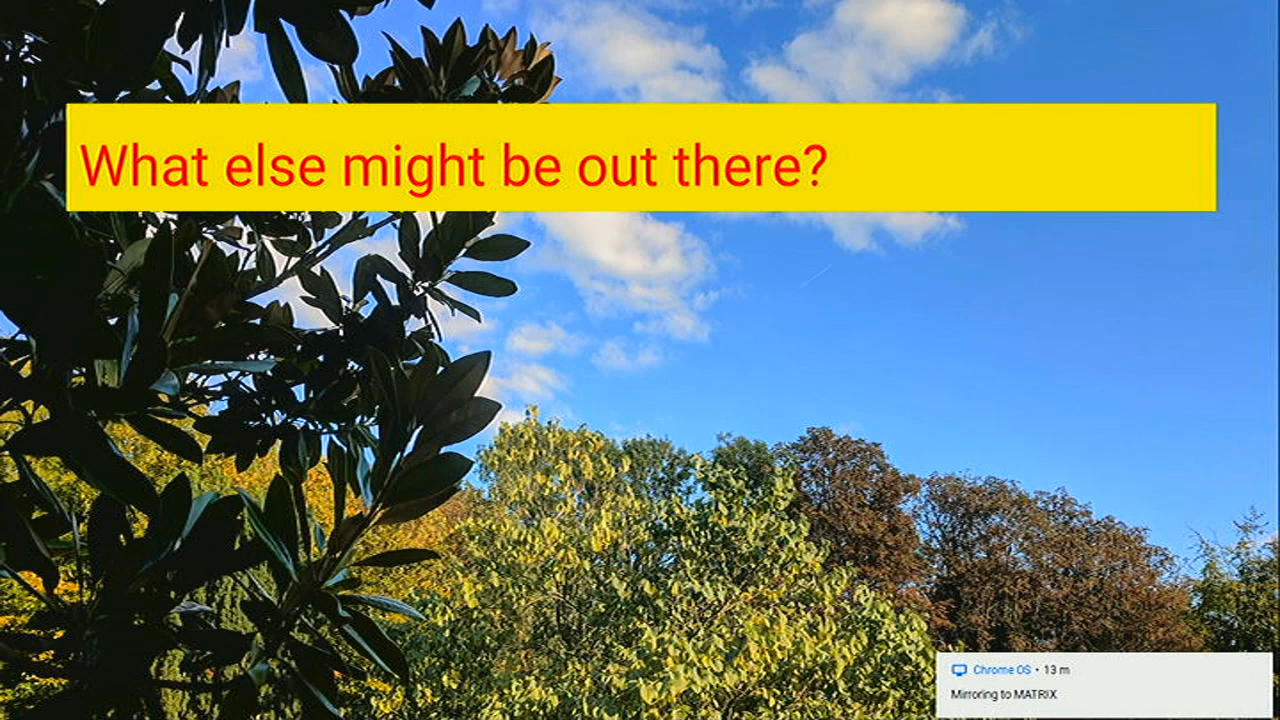 What else might be out there?
Chrome OS • 13 m
Mirroring to MATRIX